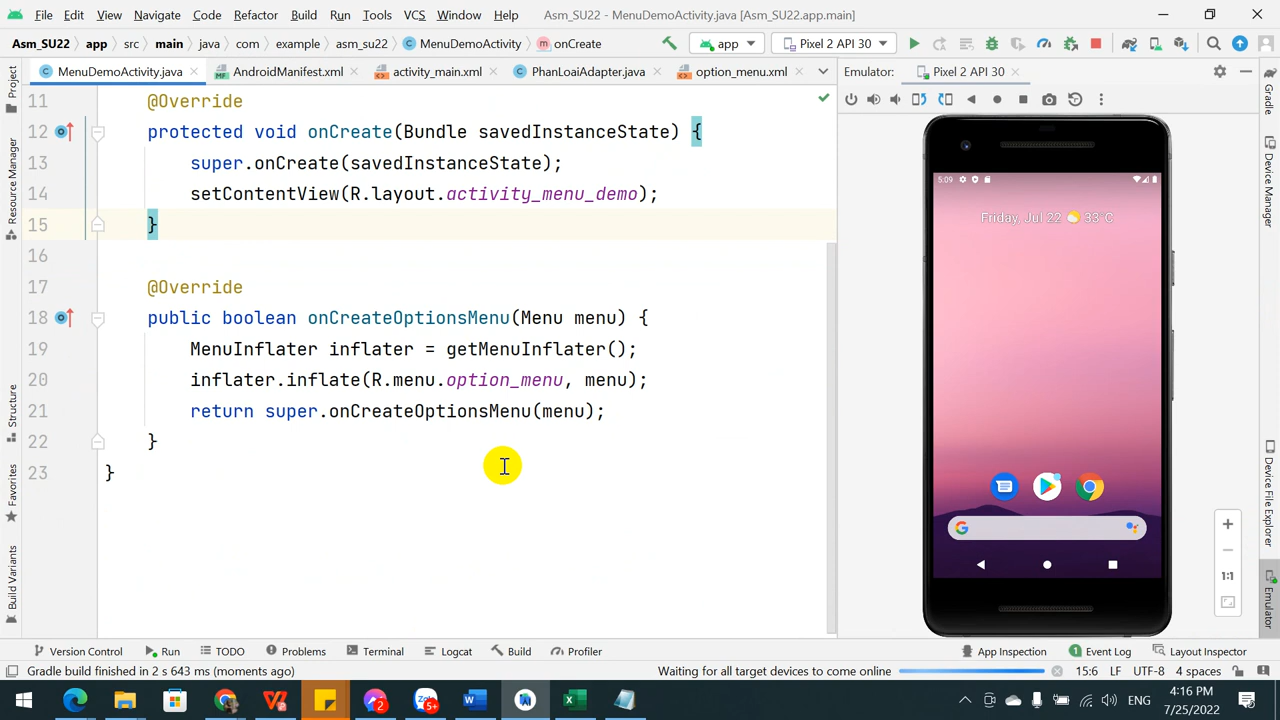 File Edit View Navigate Code Refactor Build Run Tools VCS Window Help Asm_SU22 - MenuDemoActivity.java [Asm_SU22.app.main]
Asm_SU22 app src main java com example asm_su22 MenuDemoActivity onCreate app Pixel 2 API 30
MenuDemoActivity.java AndroidManifest.xml activity_main.xml PhanLoaiAdapter.java option_menu.xml Emulator: Pixel 2 API 30
Project
Resource Manager
Structure
Favorites
Build Variants
11 @Override
12 protected void onCreate(Bundle savedInstanceState) {
13 super.onCreate(savedInstanceState);
14 setContentView(R.layout.activity_menu_demo);
15 }
16
17 @Override
18 public boolean onCreateOptionsMenu(Menu menu) {
19 MenuInflater inflater = getMenuInflater();
20 inflater.inflate(R.menu.option_menu, menu);
21 return super.onCreateOptionsMenu(menu);
22 }
23 }
5:09
Friday, Jul 22 33°C
1:1
Gradle
Device Manager
Device File Explorer
Emulator
Version Control Run TODO Problems Terminal Logcat Build Profiler App Inspection Event Log Layout Inspector
Gradle build finished in 2 s 643 ms (moments ago) Waiting for all target devices to come online 15:6 LF UTF-8 4 spaces
2 5+ ENG
4:16 PM
7/25/2022